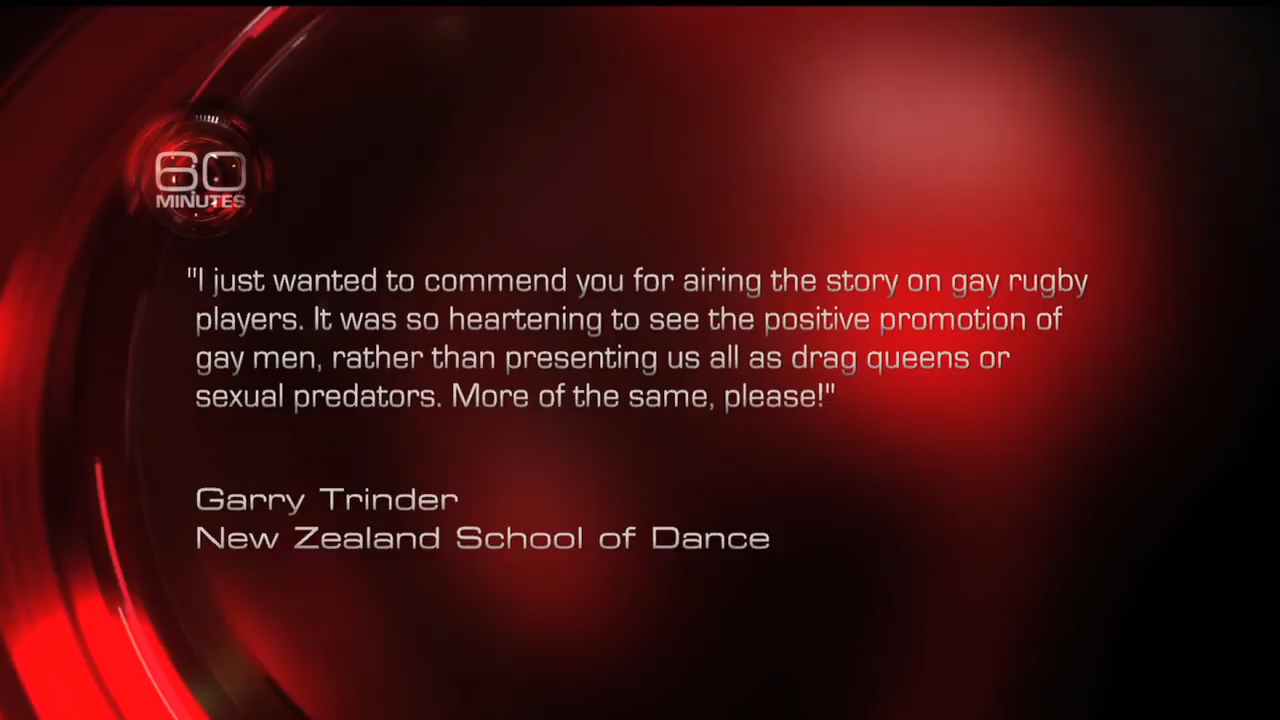 60
MINUTES
"I just wanted to commend you for airing the story on gay rugby
players. It was so heartening to see the positive promotion of
gay men, rather than presenting us all as drag queens or
sexual predators. More of the same, please!"
Garry Trinder
New Zealand School of Dance